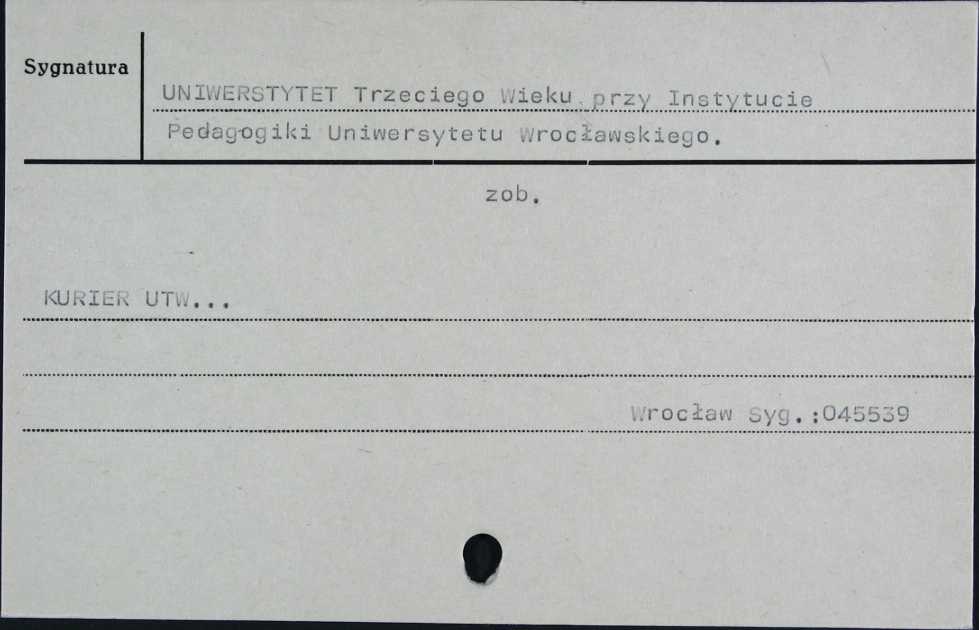 Sygnatura
UNIWERSTYTET Trzeciego Wieku przy Instytucie
Pedagogiki Uniwersytetu Wrocławskiego.
zob.
KURIER UTW...
Wrocław Syg.:045539